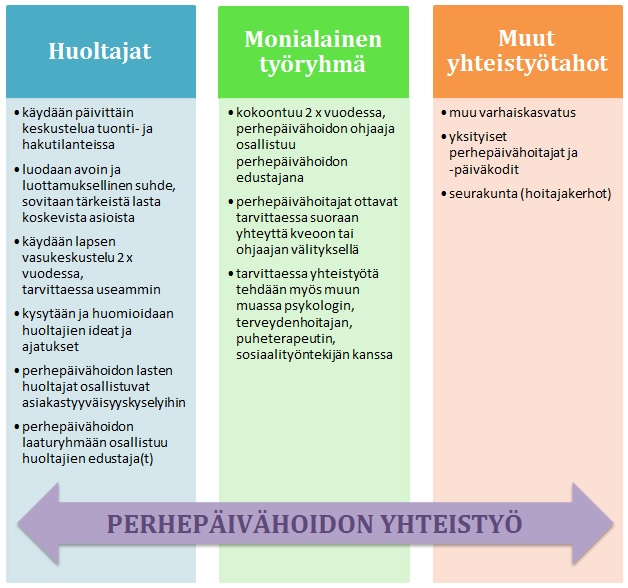 Huoltajat
• käydään päivittäin
keskustelua tuonti- ja
hakutilanteissa
• luodaan avoin ja
luottamuksellinen suhde,
sovitaan tärkeistä lasta
koskevista asioista
• käydään lapsen
vasukeskustelu 2 x
vuodessa,
tarvittaessa useammin
• kysytään ja huomioidaan
huoltajien ideat ja
ajatukset
• perhepäivähoidon lasten
huoltajat osallistuvat
asiakastyyväisyyskyselyihin
• perhepäivähoidon
laaturyhmään osallistuu
huoltajien edustaja(t)
Monialainen
työryhmä
• kokoontuu 2 x vuodessa,
perhepäivähoidon ohjaaja
osallistuu
perhepäivähoidon
edustajana
• perhepäivähoitajat ottavat
tarvittaessa suoraan
yhteyttä kveoon tai
ohjaajan välityksellä
• tarvittaessa yhteistyötä
tehdään myös muun
muassa psykologin,
terveydenhoitajan,
puheterapeutin,
sosiaalityöntekijän kanssa
Muut
yhteistyötahot
• muu varhaiskasvatus
• yksityiset
perhepäivähoitajat ja
-päiväkodit
• seurakunta (hoitajakerhot)
PERHEPÄIVÄHOIDON YHTEISTYÖ